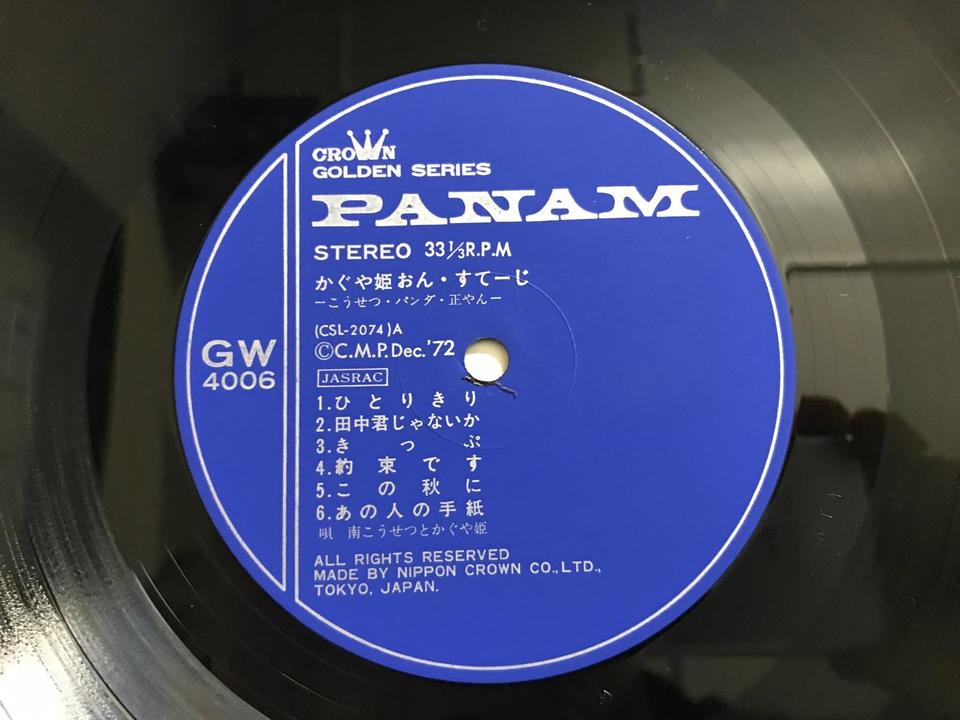 CROWN
GOLDEN SERIES
PANAM
STEREO 33 1/3 R.P.M
かぐや姫おん・すてーじ
ーこうせつ・パンダ・正やんー
(CSL-2074)A
©C.M.P. Dec.'72
JASRAC
GW
4006
1.ひとりきり
2.田中君じゃないか
3.きっぷ
4.約束です
5.この秋に
6.あの人の手紙
唄 南こうせつとかぐや姫
ALL RIGHTS RESERVED
MADE BY NIPPON CROWN CO.,LTD.,
TOKYO, JAPAN.